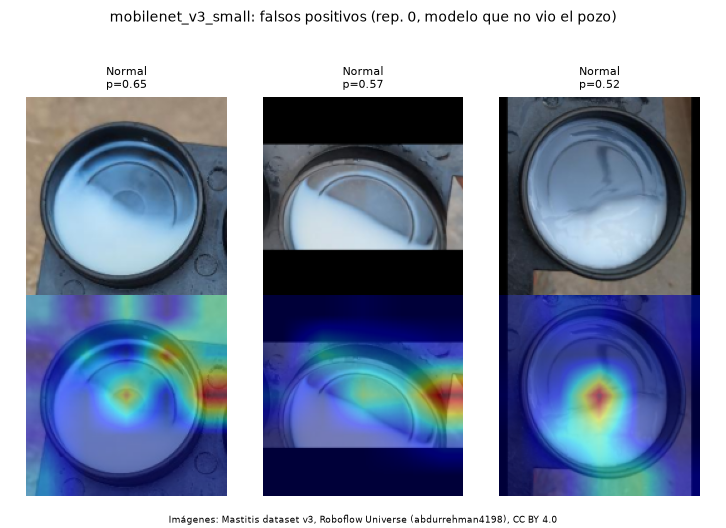 mobilenet_v3_small: falsos positivos (rep. 0, modelo que no vio el pozo)
Normal
p=0.65
Normal
p=0.57
Normal
p=0.52
Imágenes: Mastitis dataset v3, Roboflow Universe (abdurrehman4198), CC BY 4.0